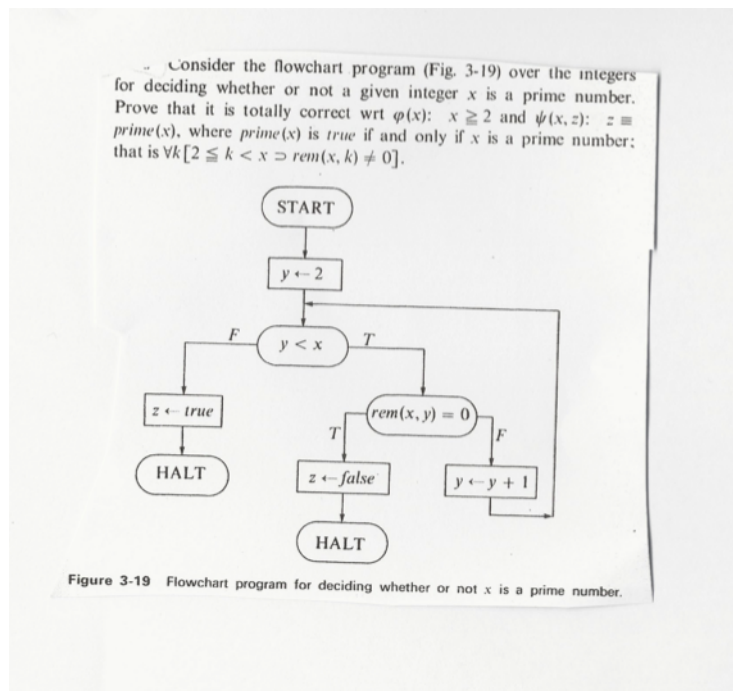 Consider the flowchart program (Fig. 3-19) over the integers
for deciding whether or not a given integer x is a prime number.
Prove that it is totally correct wrt φ(x): x ≧ 2 and ψ(x, z): z ≡
prime(x), where prime(x) is true if and only if x is a prime number;
that is ∀k[2 ≦ k < x ⊃ rem(x, k) ≠ 0].
START
y ← 2
F
y < x
T
z ← true
rem(x, y) = 0
T
F
HALT
z ← false
y ← y + 1
HALT
Figure 3-19 Flowchart program for deciding whether or not x is a prime number.